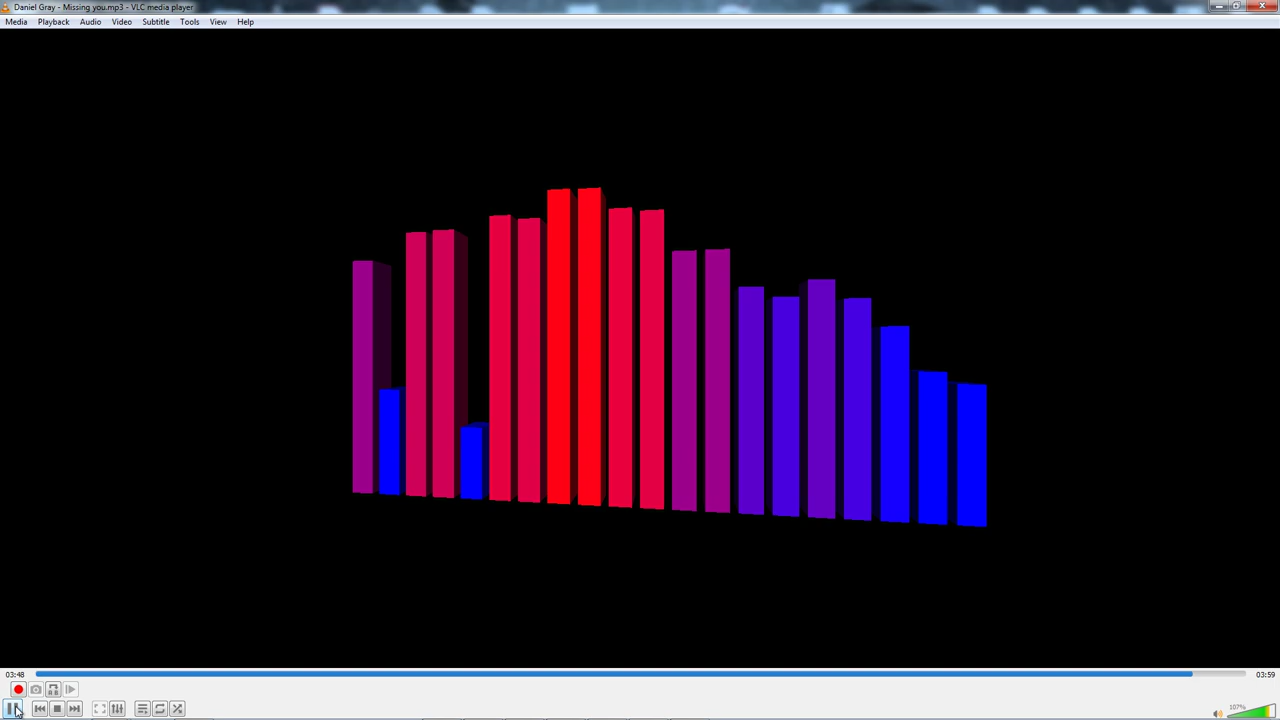 Daniel Gray - Missing you.mp3 - VLC media player
Media Playback Audio Video Subtitle Tools View Help
03:48 03:59
107%